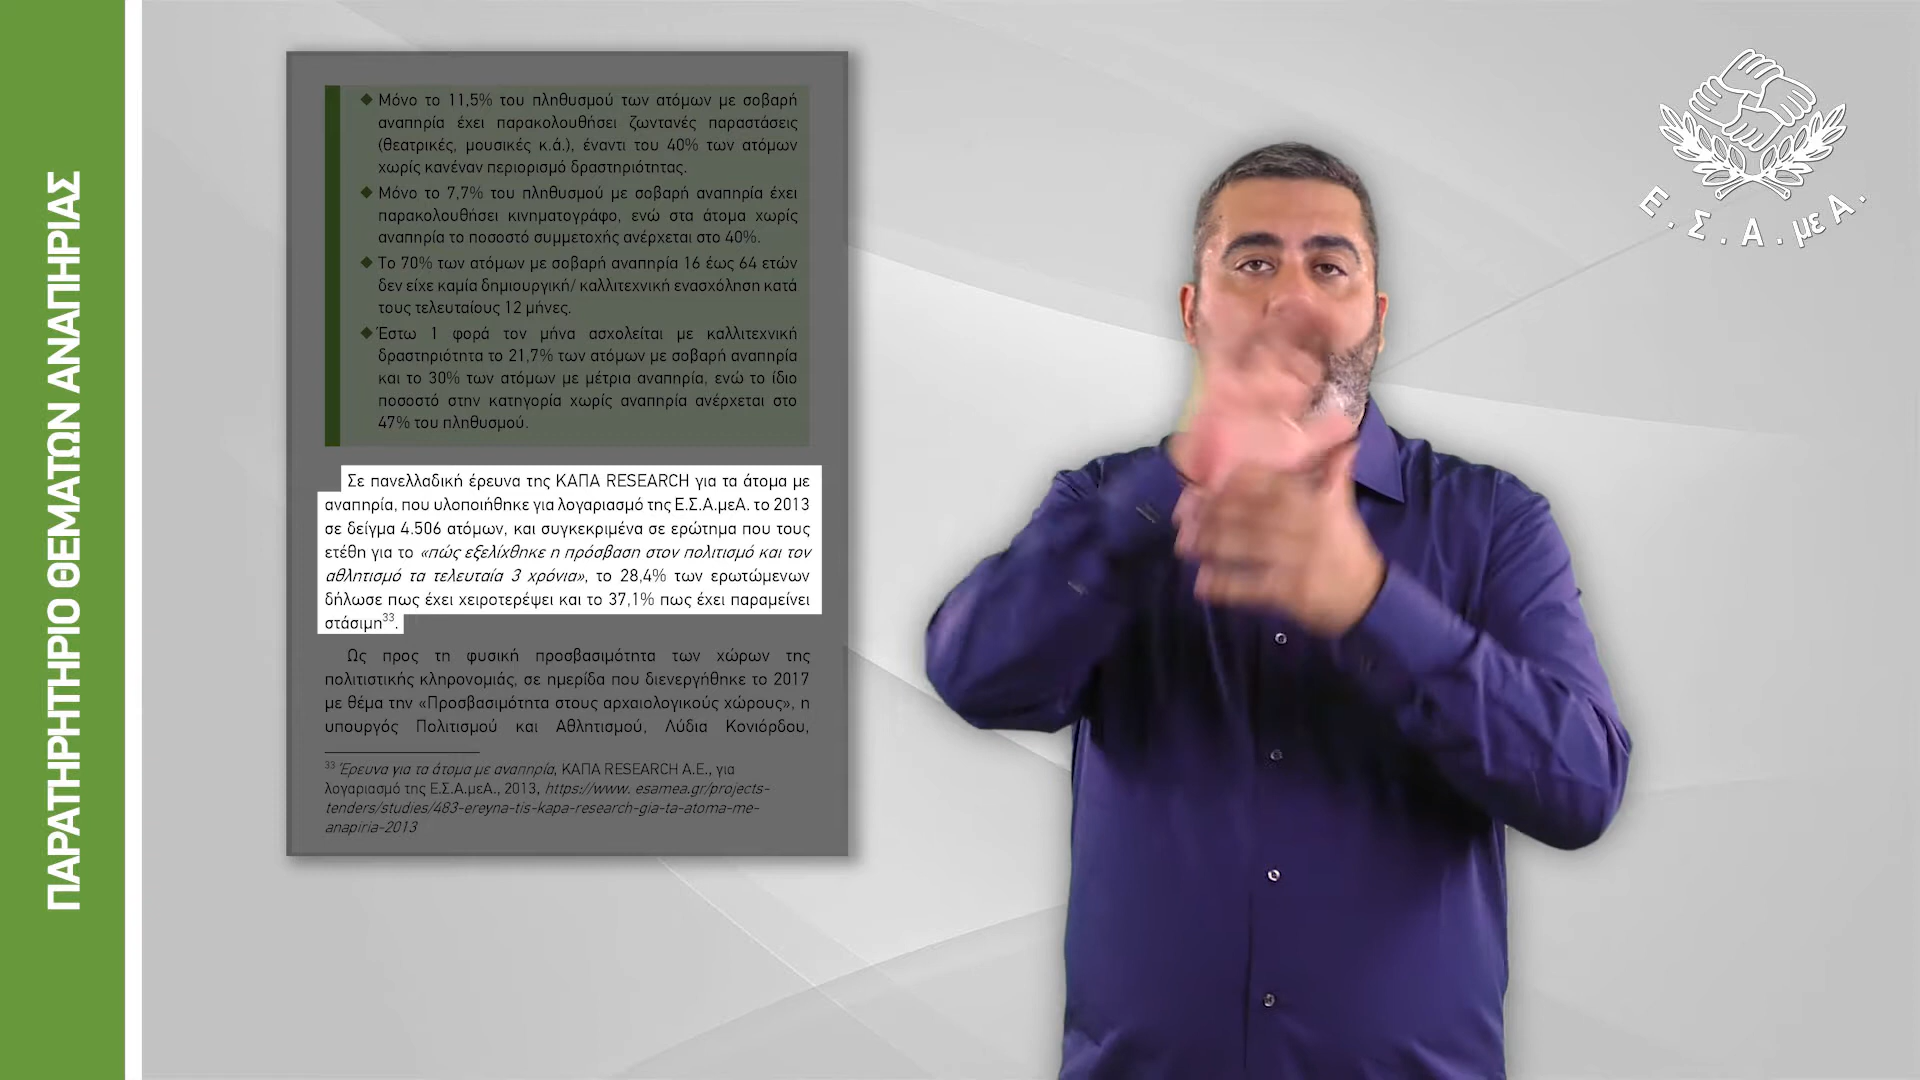 ΠΑΡΑΤΗΡΗΤΗΡΙΟ ΘΕΜΑΤΩΝ ΑΝΑΠΗΡΙΑΣ
◆ Μόνο το 11,5% του πληθυσμού των ατόμων με σοβαρή
αναπηρία έχει παρακολουθήσει ζωντανές παραστάσεις
(θεατρικές, μουσικές κ.ά.), έναντι του 40% των ατόμων
χωρίς κανέναν περιορισμό δραστηριότητας.
◆ Μόνο το 7,7% του πληθυσμού με σοβαρή αναπηρία έχει
παρακολουθήσει κινηματογράφο, ενώ στα άτομα χωρίς
αναπηρία το ποσοστό συμμετοχής ανέρχεται στο 40%.
◆ Το 70% των ατόμων με σοβαρή αναπηρία 16 έως 64 ετών
δεν είχε καμία δημιουργική/ καλλιτεχνική ενασχόληση κατά
τους τελευταίους 12 μήνες.
◆ Έστω 1 φορά τον μήνα ασχολείται με καλλιτεχνική
δραστηριότητα το 21,7% των ατόμων με σοβαρή αναπηρία
και το 30% των ατόμων με μέτρια αναπηρία, ενώ το ίδιο
ποσοστό στην κατηγορία χωρίς αναπηρία ανέρχεται στο
47% του πληθυσμού.
Σε πανελλαδική έρευνα της ΚΑΠΑ RESEARCH για τα άτομα με
αναπηρία, που υλοποιήθηκε για λογαριασμό της Ε.Σ.Α.μεΑ. το 2013
σε δείγμα 4.506 ατόμων, και συγκεκριμένα σε ερώτημα που τους
ετέθη για το «πώς εξελίχθηκε η πρόσβαση στον πολιτισμό και τον
αθλητισμό τα τελευταία 3 χρόνια», το 28,4% των ερωτώμενων
δήλωσε πως έχει χειροτερέψει και το 37,1% πως έχει παραμείνει
στάσιμη33.
Ως προς τη φυσική προσβασιμότητα των χώρων της
πολιτιστικής κληρονομιάς, σε ημερίδα που διενεργήθηκε το 2017
με θέμα την «Προσβασιμότητα στους αρχαιολογικούς χώρους», η
υπουργός Πολιτισμού και Αθλητισμού, Λύδια Κονιόρδου,
33 Έρευνα για τα άτομα με αναπηρία, ΚΑΠΑ RESEARCH Α.Ε., για
λογαριασμό της Ε.Σ.Α.μεΑ., 2013, https://www. esamea.gr/projects-
tenders/studies/483-ereyna-tis-kapa-research-gia-ta-atoma-me-
anapiria-2013
Ε.Σ.Α.μεΑ.